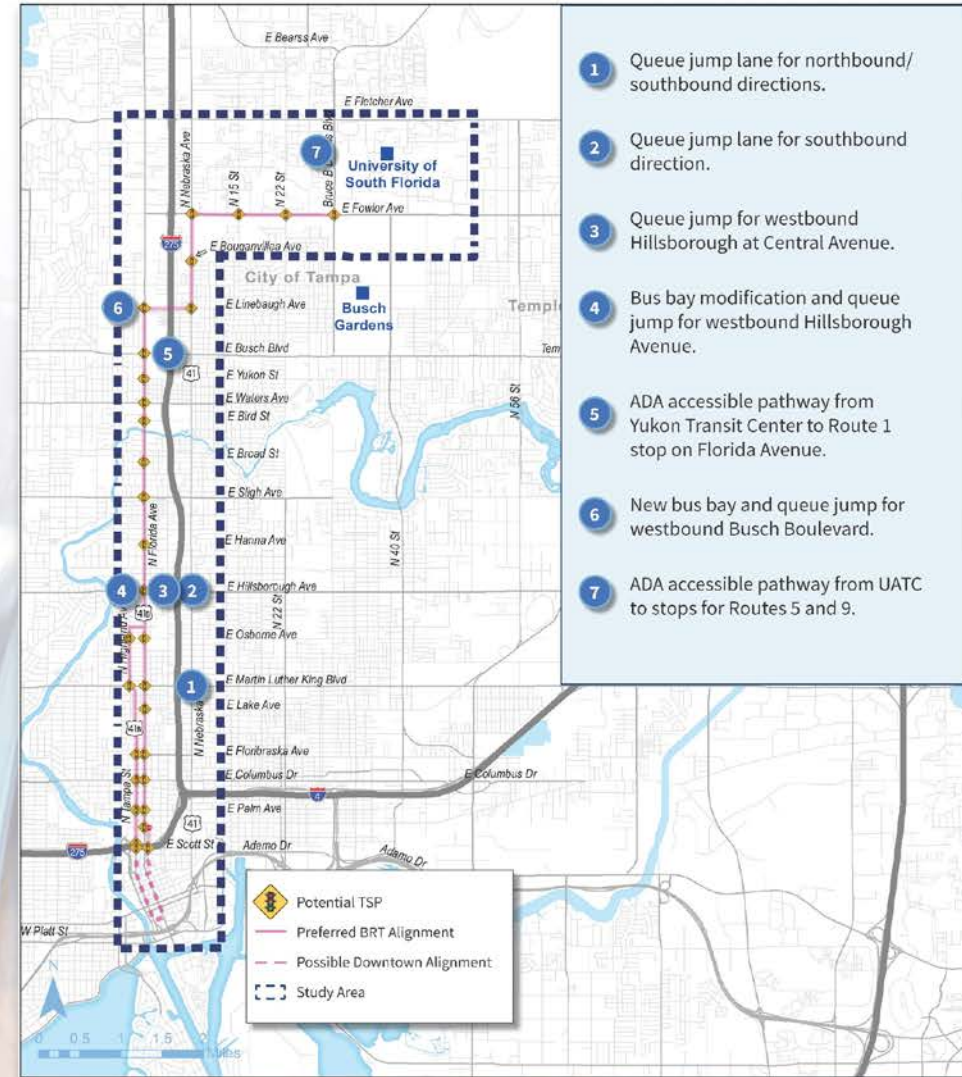 E Bearss Ave
E Fletcher Ave
N Nebraska Ave
N 15 St
N 22 St
7
University of
South Florida
E Fowlor Ave
275
E Bouganvillea Ave
City of Tampa
6
E Linebaugh Ave
Busch
Gardens
Temple
5
E Busch Blvd
Tem
41
E Yukon St
E Waters Ave
E Bird St
N 56 St
E Broad St
E Sligh Ave
N Florida Ave
E Hanna Ave
N 40 St
4
3
2
E Hillsborough Ave
N 22 St
E Osborne Ave
N Highland Ave
1
E Martin Luther King Blvd
E Lake Ave
N Nebraska
E Floribraska Ave
E Columbus Dr
E Columbus Dr
4
N Tampa St
E Palm Ave
41
E Scott St
Adamo Dr
Adamo Dr
275
W Platt St
N
0 0.5 1 1.5 2
Miles
Potential TSP
Preferred BRT Alignment
Possible Downtown Alignment
Study Area
1 Queue jump lane for northbound/
southbound directions.
2 Queue jump lane for southbound
direction.
3 Queue jump for westbound
Hillsborough at Central Avenue.
4 Bus bay modification and queue
jump for westbound Hillsborough
Avenue.
5 ADA accessible pathway from
Yukon Transit Center to Route 1
stop on Florida Avenue.
6 New bus bay and queue jump for
westbound Busch Boulevard.
7 ADA accessible pathway from UATC
to stops for Routes 5 and 9.